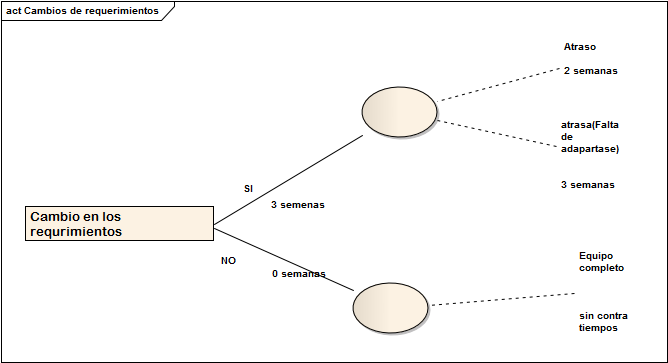 act Cambios de requerimientos
Atraso
2 semanas
atrasa(Falta
de
adapartase)
3 semanas
SI
3 semenas
Cambio en los
requrimientos
NO
0 semanas
Equipo
completo
sin contra
tiempos